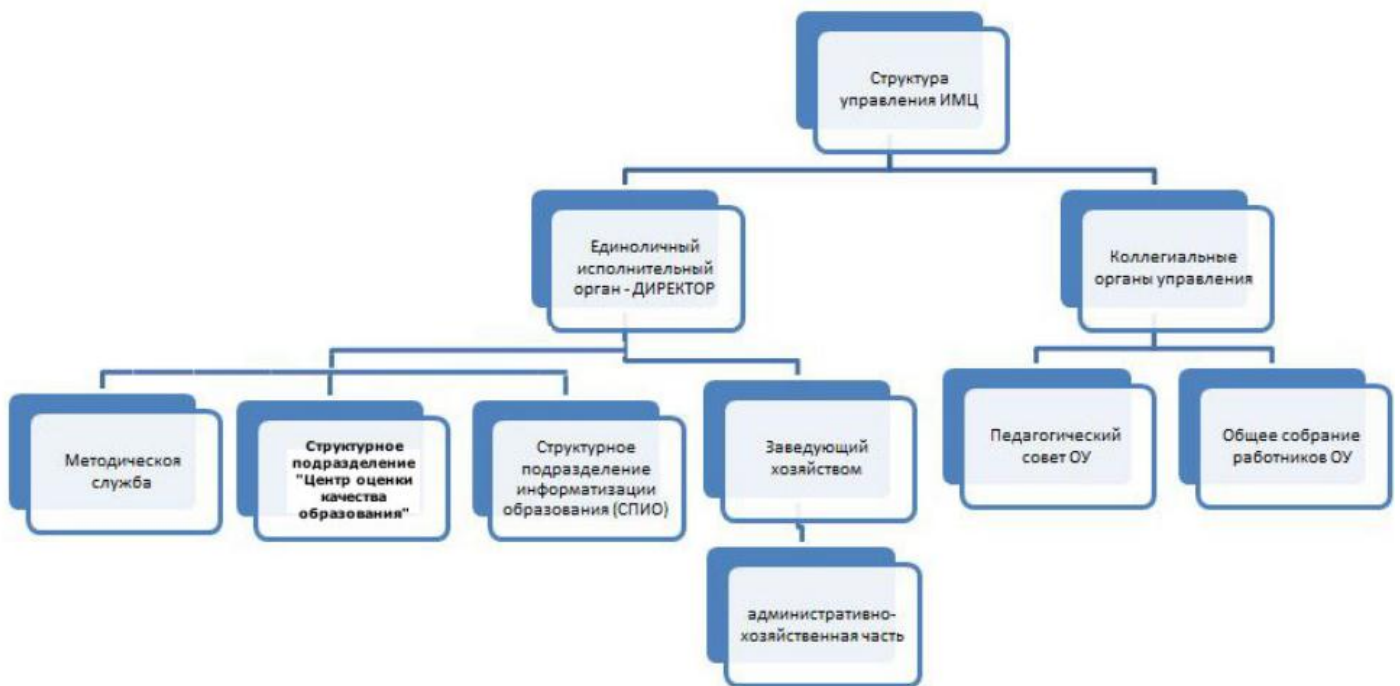 Структура
управления ИМЦ
Единоличный
исполнительный
орган - ДИРЕКТОР
Коллегиальные
органы управления
Методическая
служба
Структурное
подразделение
"Центр оценки
качества
образования"
Структурное
подразделение
информатизации
образования (СПИО)
Заведующий
хозяйством
Педагогический
совет ОУ
Общее собрание
работников ОУ
административно-
хозяйственная часть